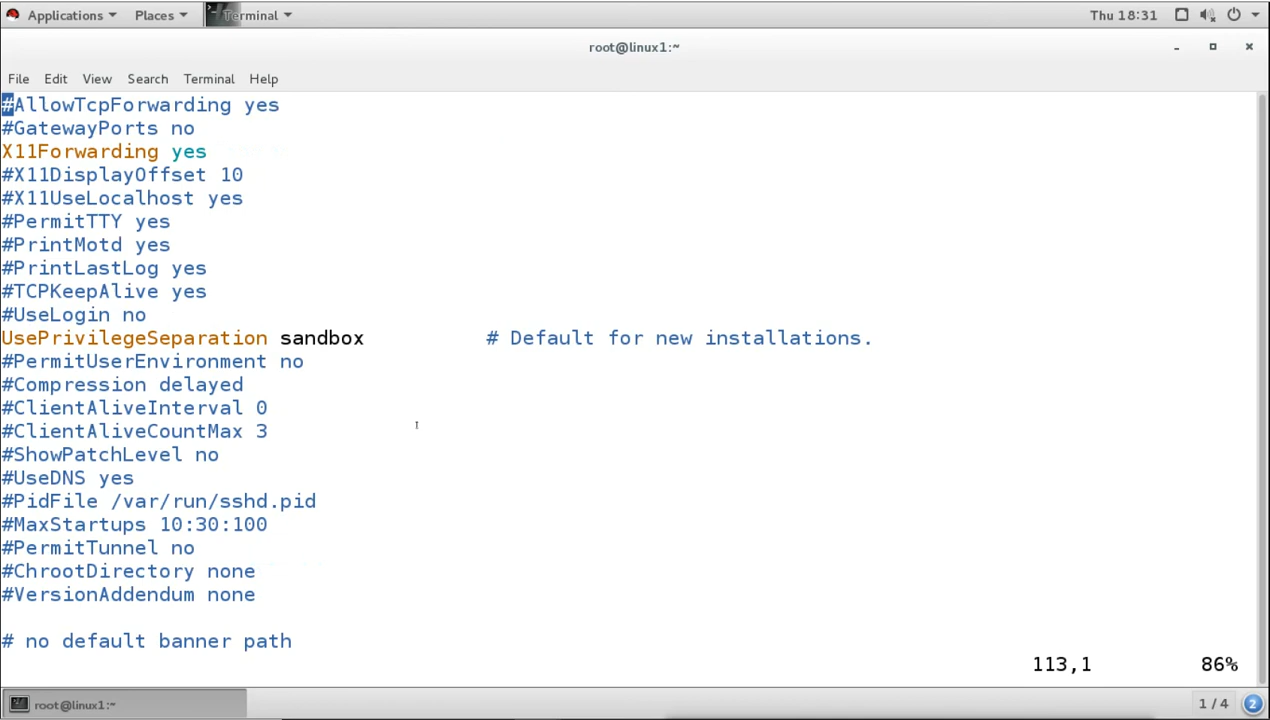 Applications Places Terminal Thu 18:31
root@linux1:~
File Edit View Search Terminal Help
#AllowTcpForwarding yes
#GatewayPorts no
X11Forwarding yes
#X11DisplayOffset 10
#X11UseLocalhost yes
#PermitTTY yes
#PrintMotd yes
#PrintLastLog yes
#TCPKeepAlive yes
#UseLogin no
UsePrivilegeSeparation sandbox # Default for new installations.
#PermitUserEnvironment no
#Compression delayed
#ClientAliveInterval 0
#ClientAliveCountMax 3
#ShowPatchLevel no
#UseDNS yes
#PidFile /var/run/sshd.pid
#MaxStartups 10:30:100
#PermitTunnel no
#ChrootDirectory none
#VersionAddendum none
# no default banner path
113,1 86%
root@linux1:~ 1 / 4 2